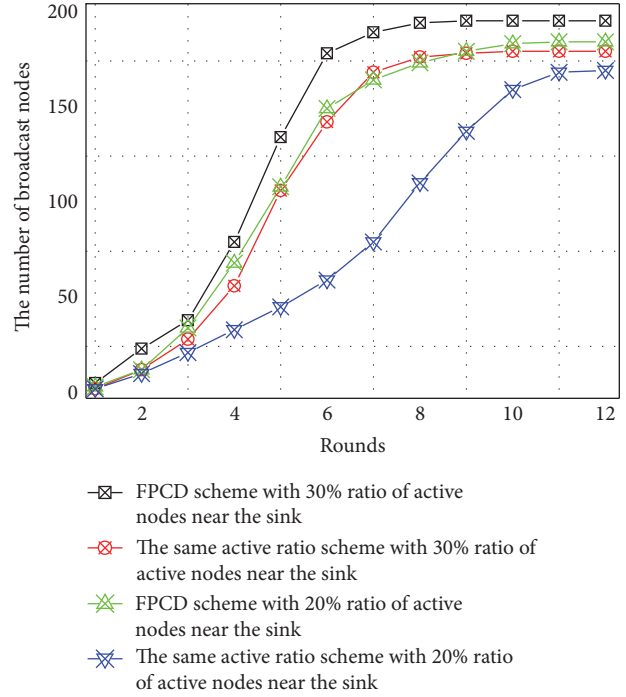 200
150
100
50
0
The number of broadcast nodes
2 4 6 8 10 12
Rounds
FPCD scheme with 30% ratio of active
nodes near the sink
The same active ratio scheme with 30% ratio of
active nodes near the sink
FPCD scheme with 20% ratio of active
nodes near the sink
The same active ratio scheme with 20% ratio
of active nodes near the sink